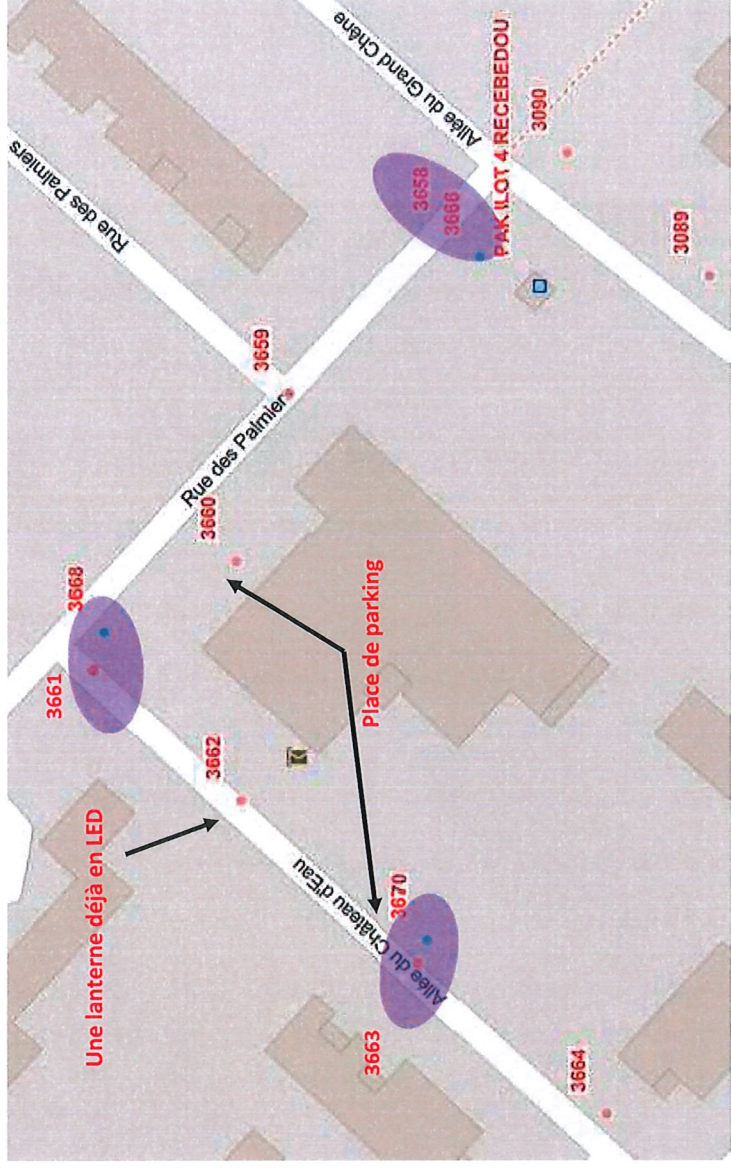 3661
3668
Rue des Palmiers
Une lanterne déjà en LED
3662
3660
Rue des Palmiers
3659
Allée du Château d'Eau
3663
Place de parking
3670
Allée du Grand Chêne
3658
3666
PAK ILOT 4 RECEBEDOU
3090
3664
3089